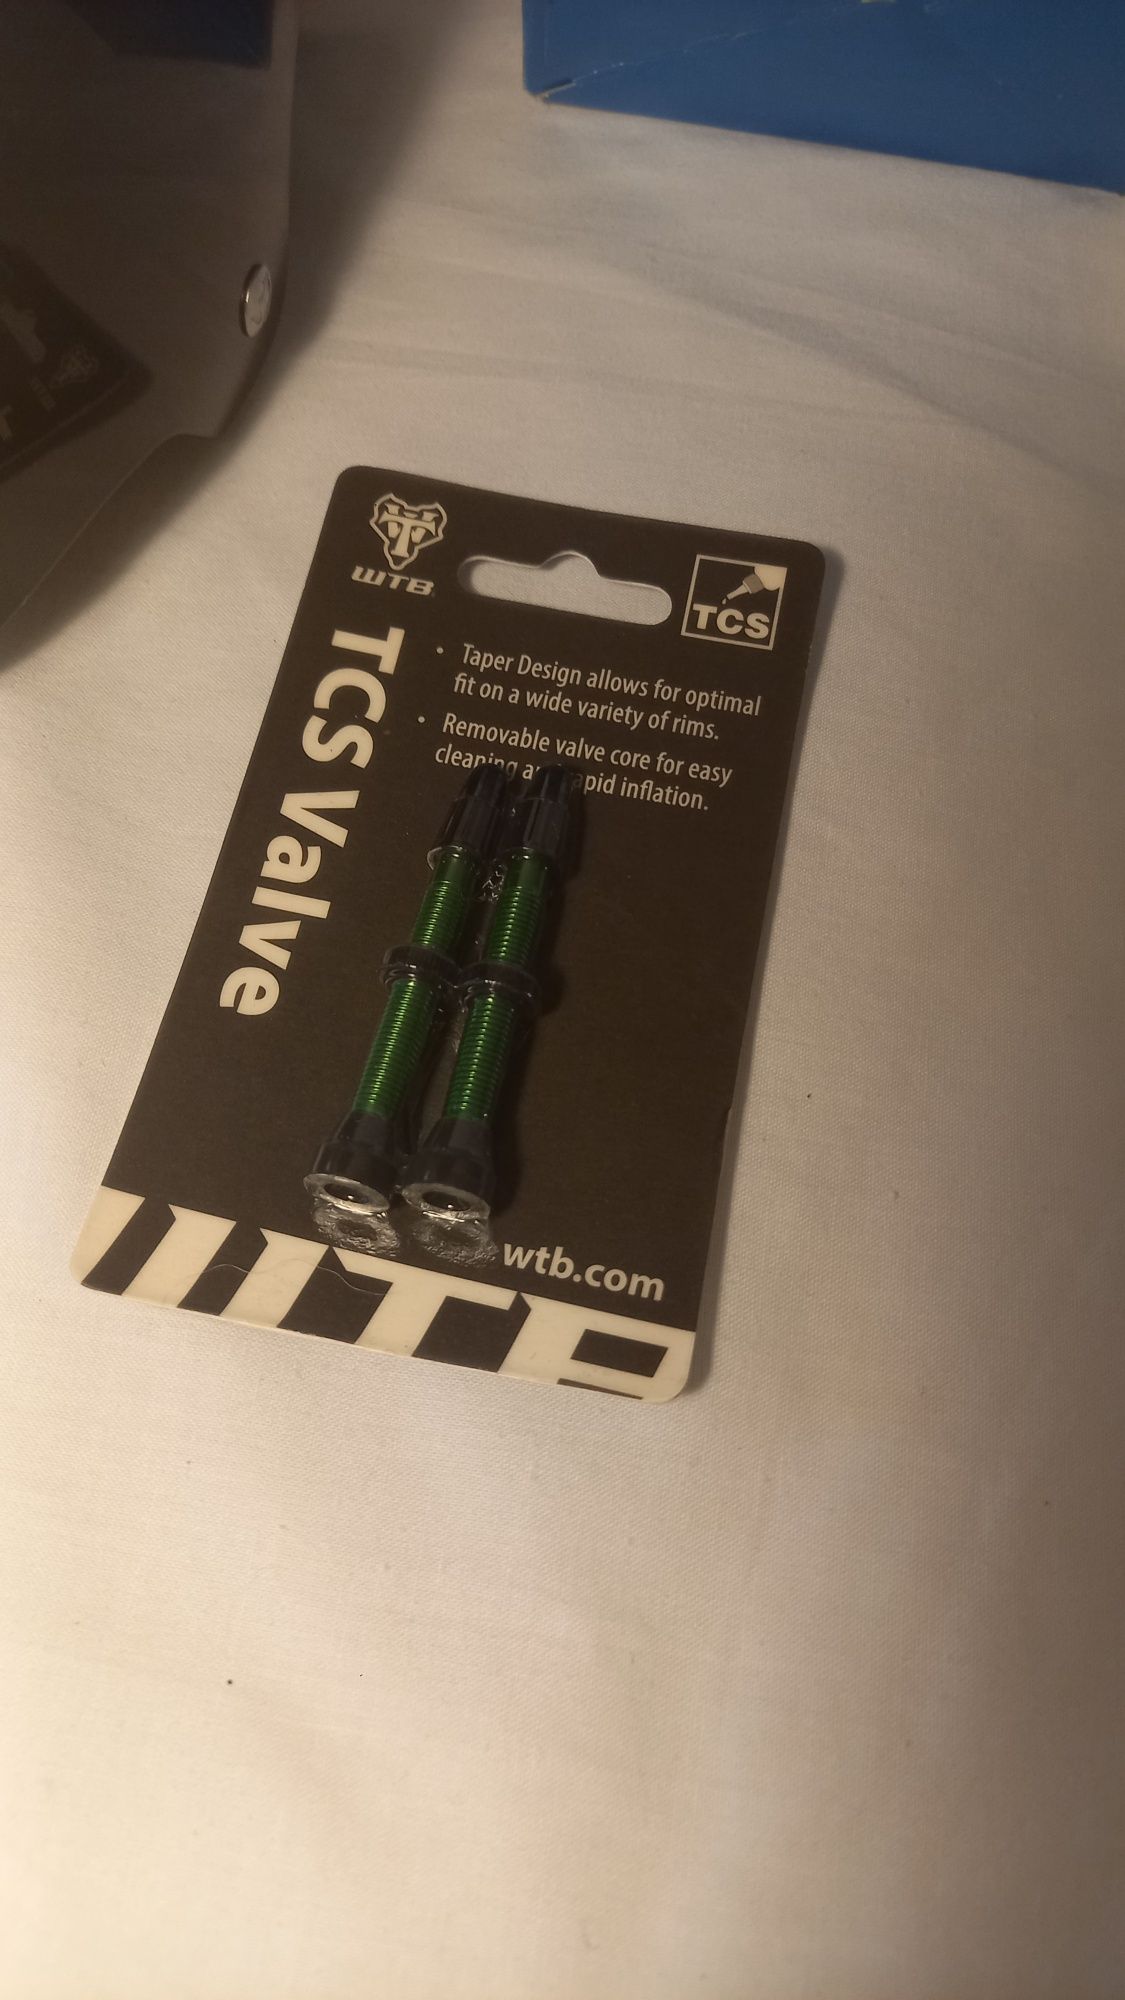 WTB
TCS
TCS Valve
• Taper Design allows for optimal
fit on a wide variety of rims.
• Removable valve core for easy
cleaning inflation.
wtb.com
WTB